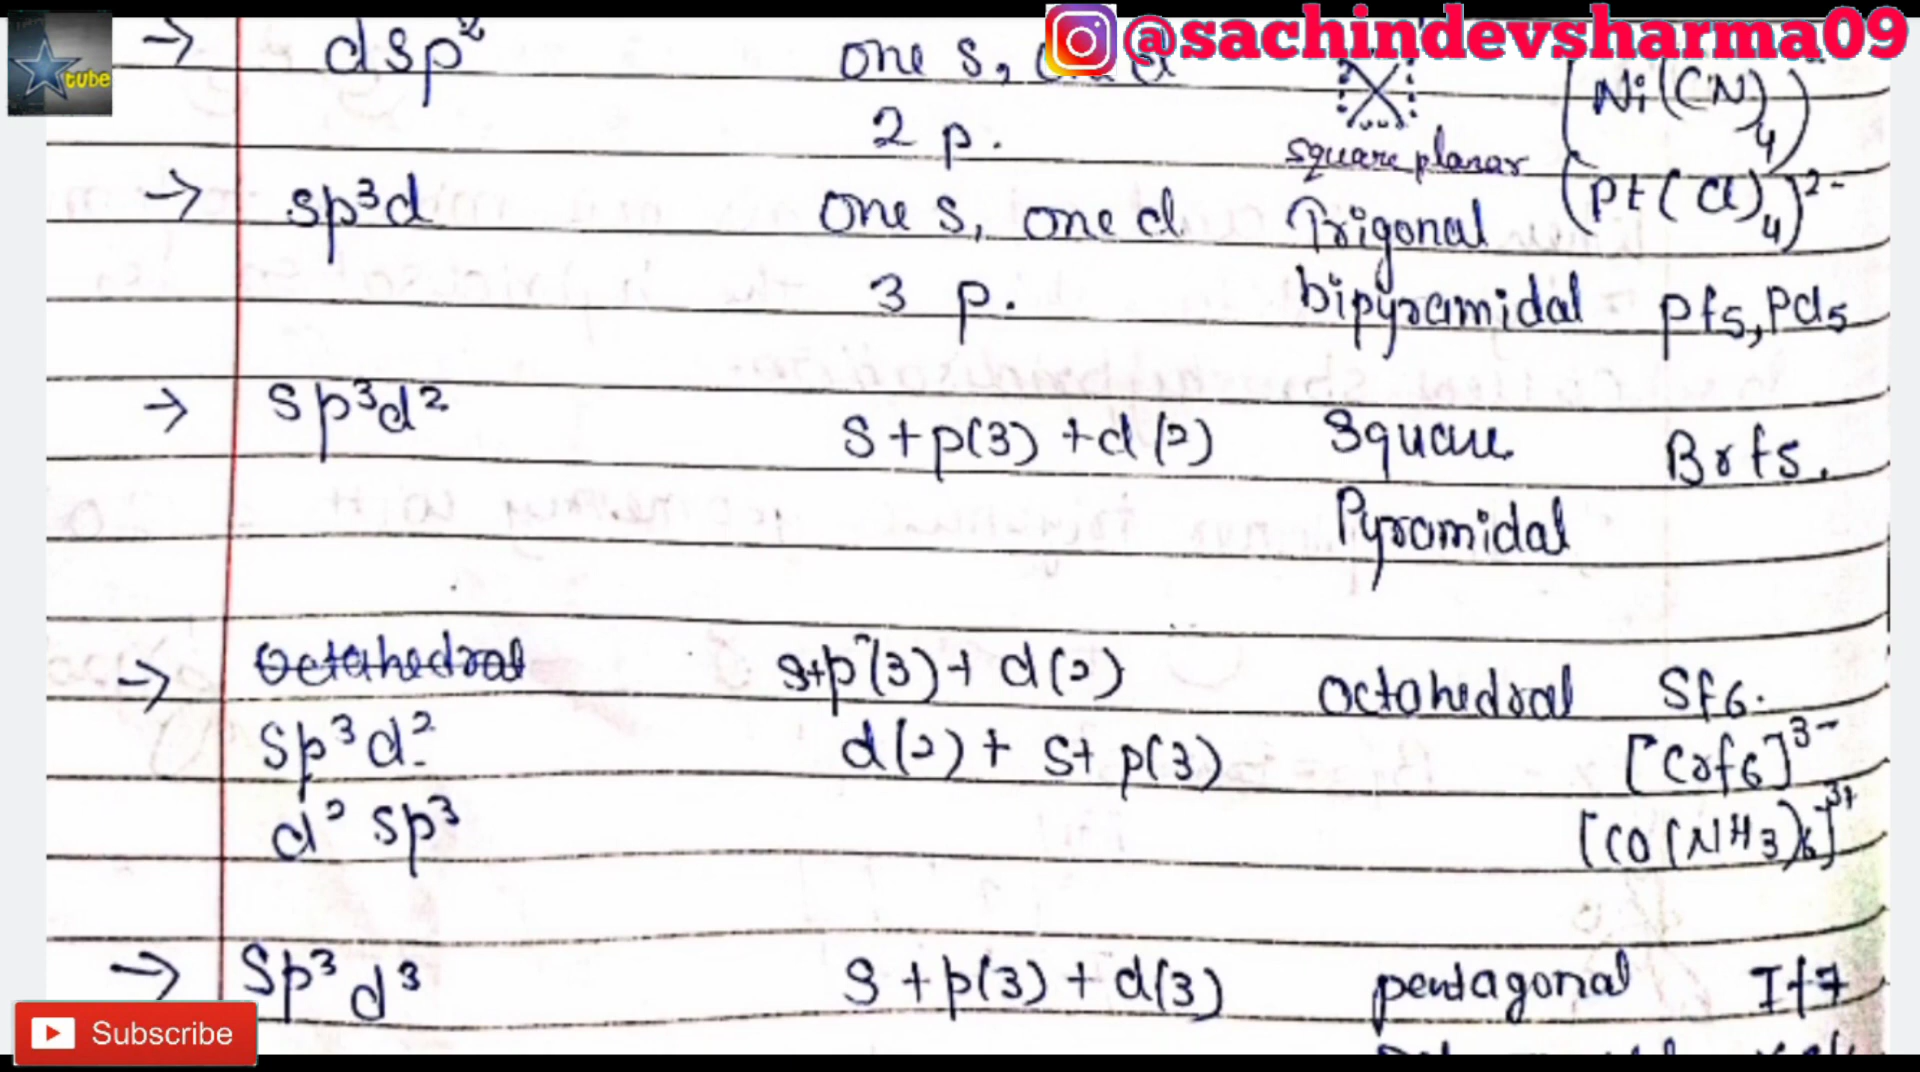 @sachindevsharma09
tube
→ dsp² one s, d [Ni(CN)4
2 p. square planar [Pt(Cl)4]²⁻
→ sp³d one s, one d Trigonal
3 p. bipyramidal Pf5, PCl5
→ sp³d² s+p(3)+d(2) Square Brf5.
Pyramidal
→ Octahedral s+p(3)+d(2) Octahedral Sf6.
sp³d² d(2)+s+p(3) [Crf6]³⁻
d² sp³ [CO(NH3)6]³⁺
→ Sp³d³ s+p(3)+d(3) pentagonal If7
Subscribe